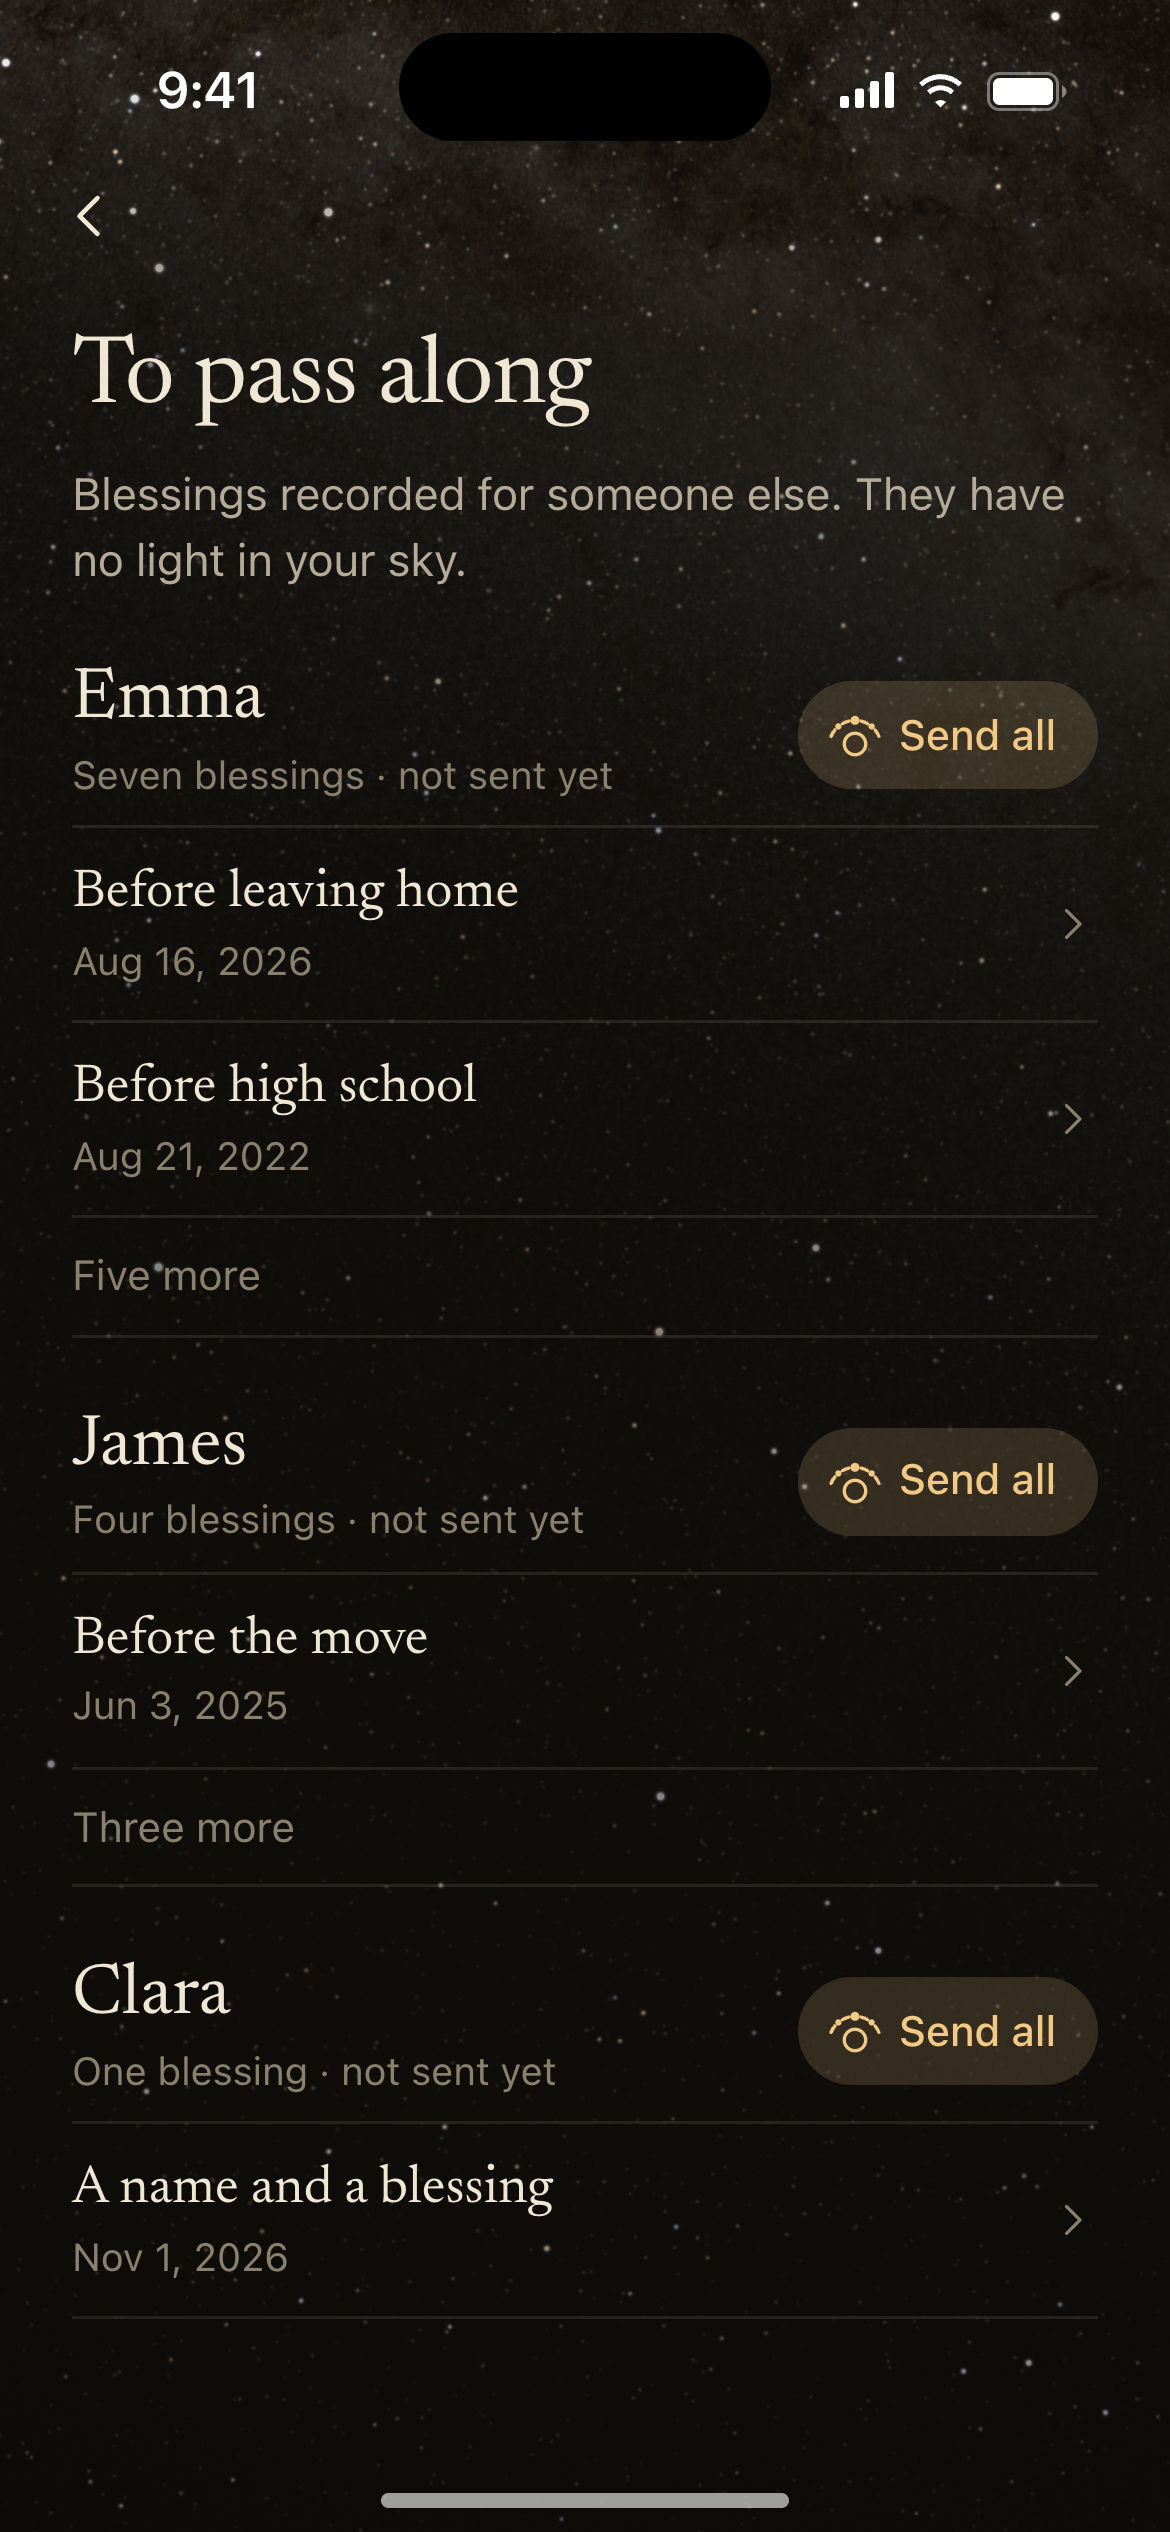 9:41
To pass along
Blessings recorded for someone else. They have
no light in your sky.
Emma
Send all
Seven blessings · not sent yet
Before leaving home
Aug 16, 2026
Before high school
Aug 21, 2022
Five more
James
Send all
Four blessings · not sent yet
Before the move
Jun 3, 2025
Three more
Clara
Send all
One blessing · not sent yet
A name and a blessing
Nov 1, 2026